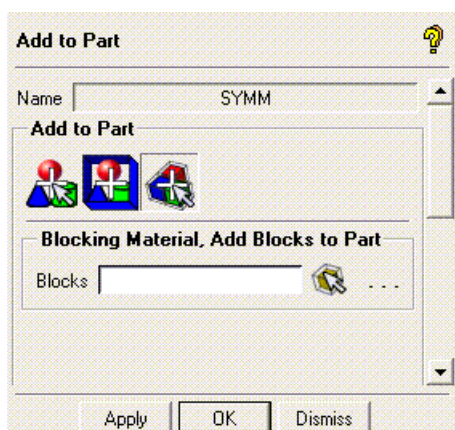 Add to Part
Name SYMM
Add to Part
Blocking Material, Add Blocks to Part
Blocks ...
Apply OK Dismiss